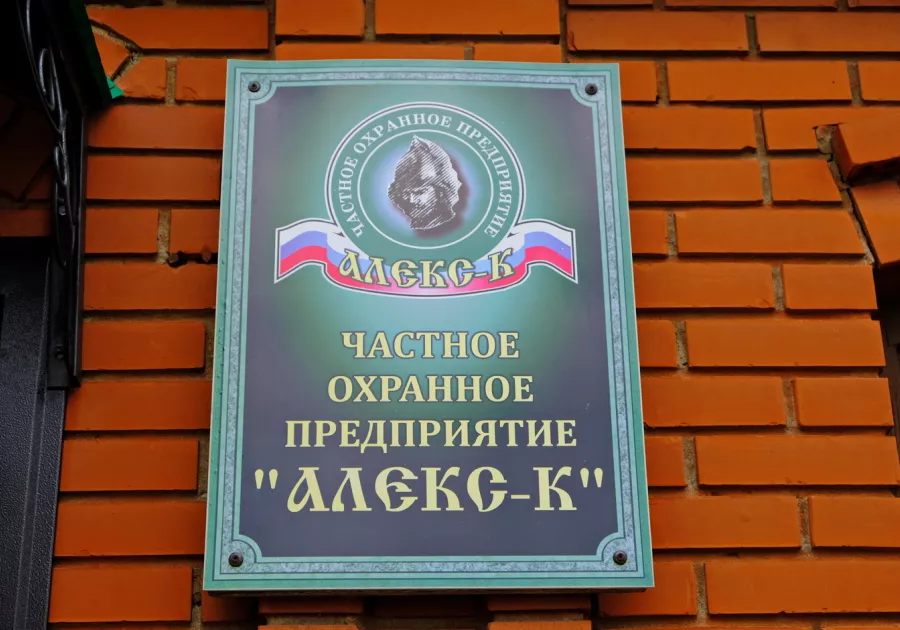 ЧАСТНОЕ ОХРАННОЕ ПРЕДПРИЯТИЕ
АЛЕКС-К
ЧАСТНОЕ
ОХРАННОЕ
ПРЕДПРИЯТИЕ
"АЛЕКС-К"